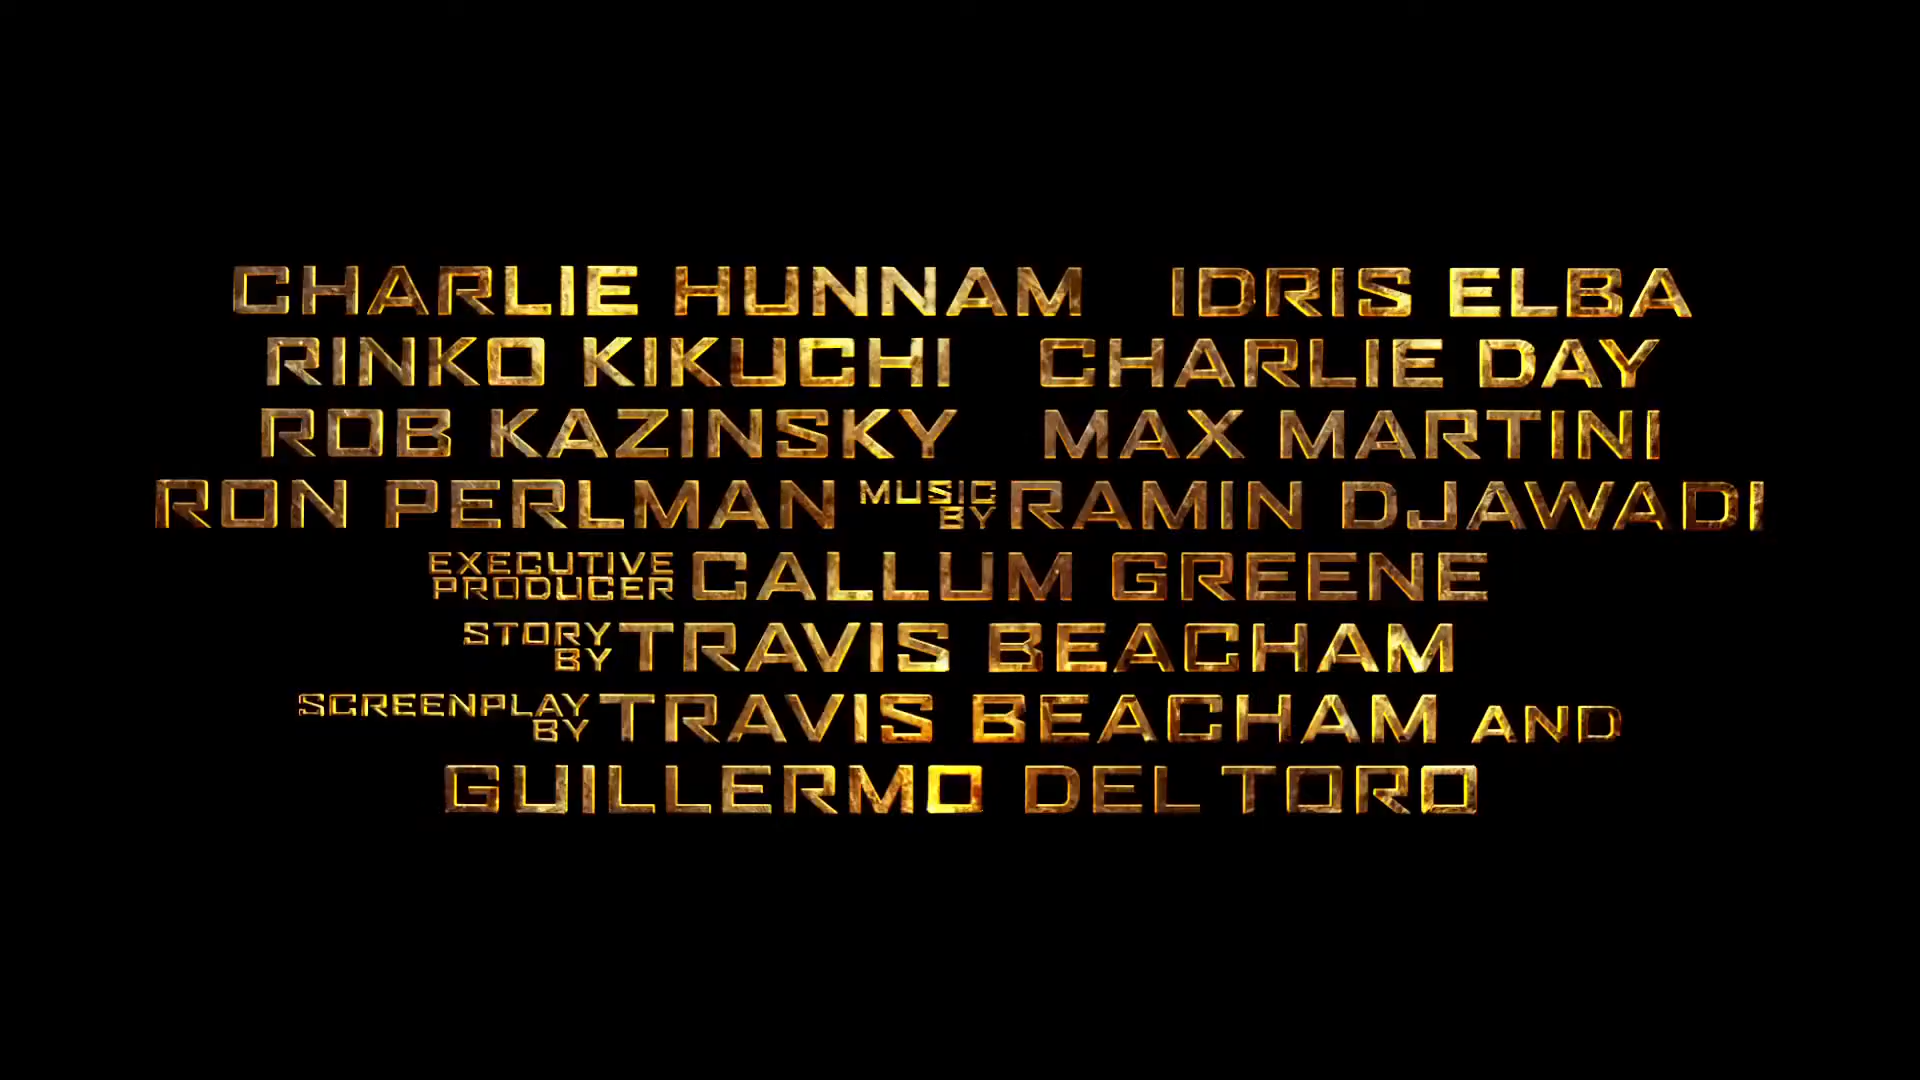 CHARLIE HUNNAM IDRIS ELBA
RINKO KIKUCHI CHARLIE DAY
ROB KAZINSKY MAX MARTINI
RON PERLMAN MUSIC BY RAMIN DJAWADI
EXECUTIVE PRODUCER CALLUM GREENE
STORY BY TRAVIS BEACHAM
SCREENPLAY BY TRAVIS BEACHAM AND
GUILLERMO DEL TORO